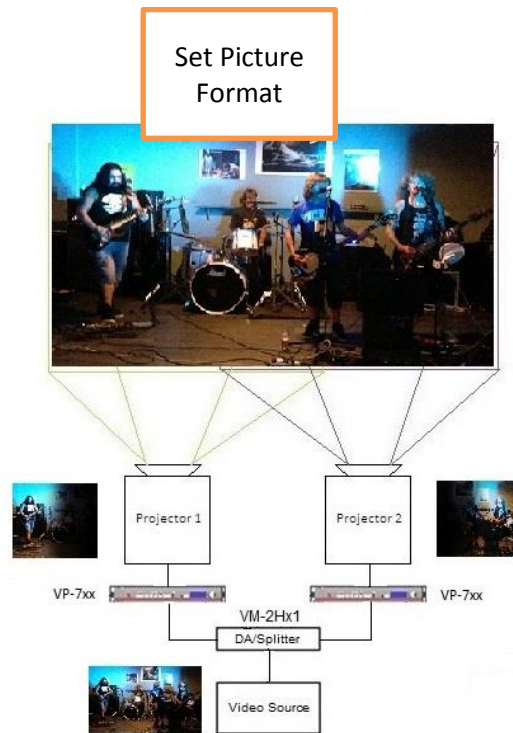 Set Picture
Format
Projector 1
Projector 2
VP-7xx
VP-7xx
VM-2Hx1
DA/Splitter
Video Source